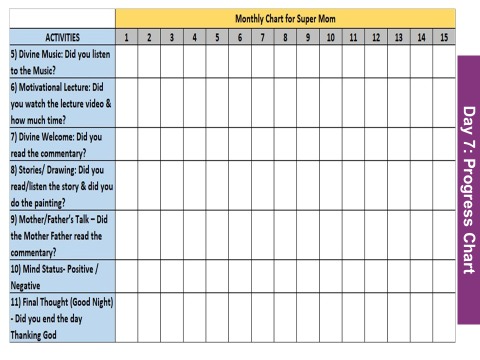 Monthly Chart for Super Mom
ACTIVITIES 1 2 3 4 5 6 7 8 9 10 11 12 13 14 15
5) Divine Music: Did you listen
to the Music?
6) Motivational Lecture: Did
you watch the lecture video &
how much time?
7) Divine Welcome: Did you
read the commentary?
8) Stories/ Drawing: Did you
read/listen the story & did you
do the painting?
9) Mother/Father's Talk – Did
the Mother Father read the
commentary?
10) Mind Status- Positive /
Negative
11) Final Thought (Good Night)
- Did you end the day
Thanking God
Day 7: Progress Chart